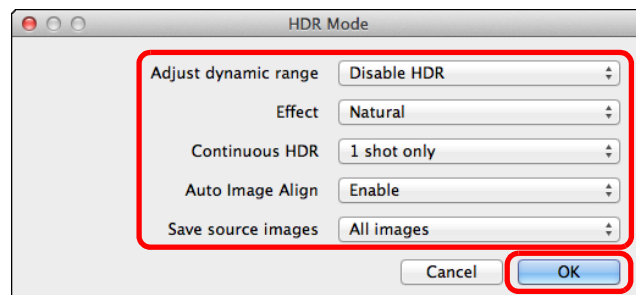 HDR Mode
Adjust dynamic range Disable HDR
Effect Natural
Continuous HDR 1 shot only
Auto Image Align Enable
Save source images All images
Cancel OK